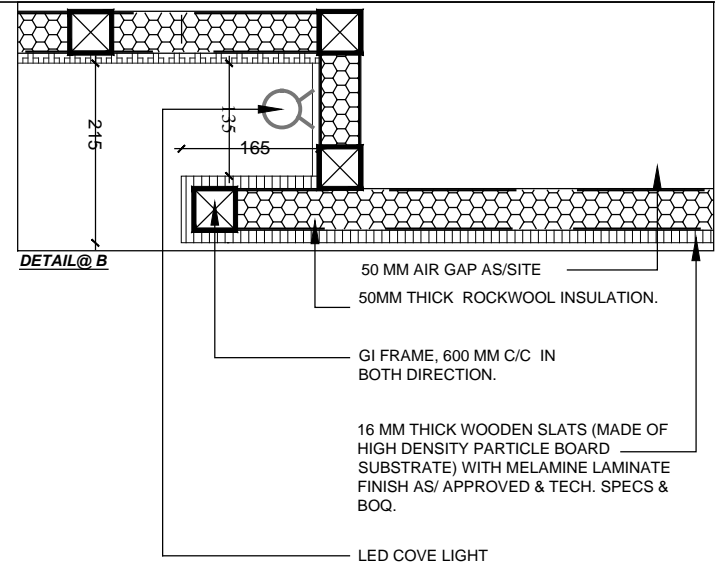 215
135
165
DETAIL@ B
50 MM AIR GAP AS/SITE
50MM THICK ROCKWOOL INSULATION.
GI FRAME, 600 MM C/C IN
BOTH DIRECTION.
16 MM THICK WOODEN SLATS (MADE OF
HIGH DENSITY PARTICLE BOARD
SUBSTRATE) WITH MELAMINE LAMINATE
FINISH AS/ APPROVED & TECH. SPECS &
BOQ.
LED COVE LIGHT